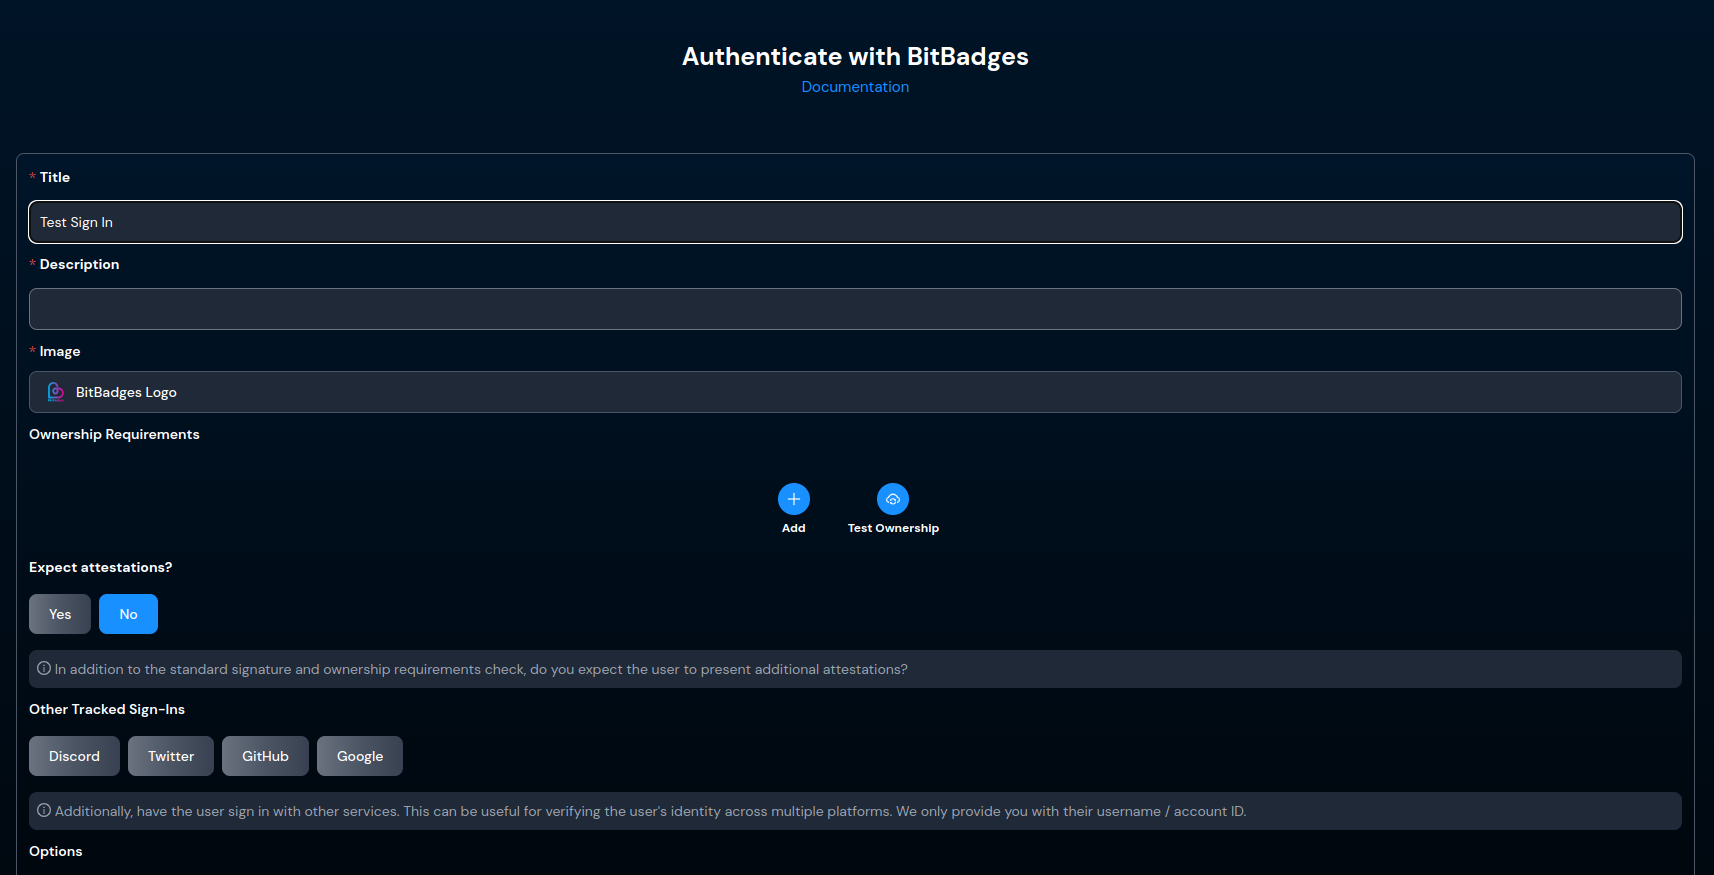 Authenticate with BitBadges
Documentation
* Title
Test Sign In
* Description
* Image
BitBadges Logo
Ownership Requirements
Add
Test Ownership
Expect attestations?
Yes
No
In addition to the standard signature and ownership requirements check, do you expect the user to present additional attestations?
Other Tracked Sign-Ins
Discord
Twitter
GitHub
Google
Additionally, have the user sign in with other services. This can be useful for verifying the user's identity across multiple platforms. We only provide you with their username / account ID.
Options